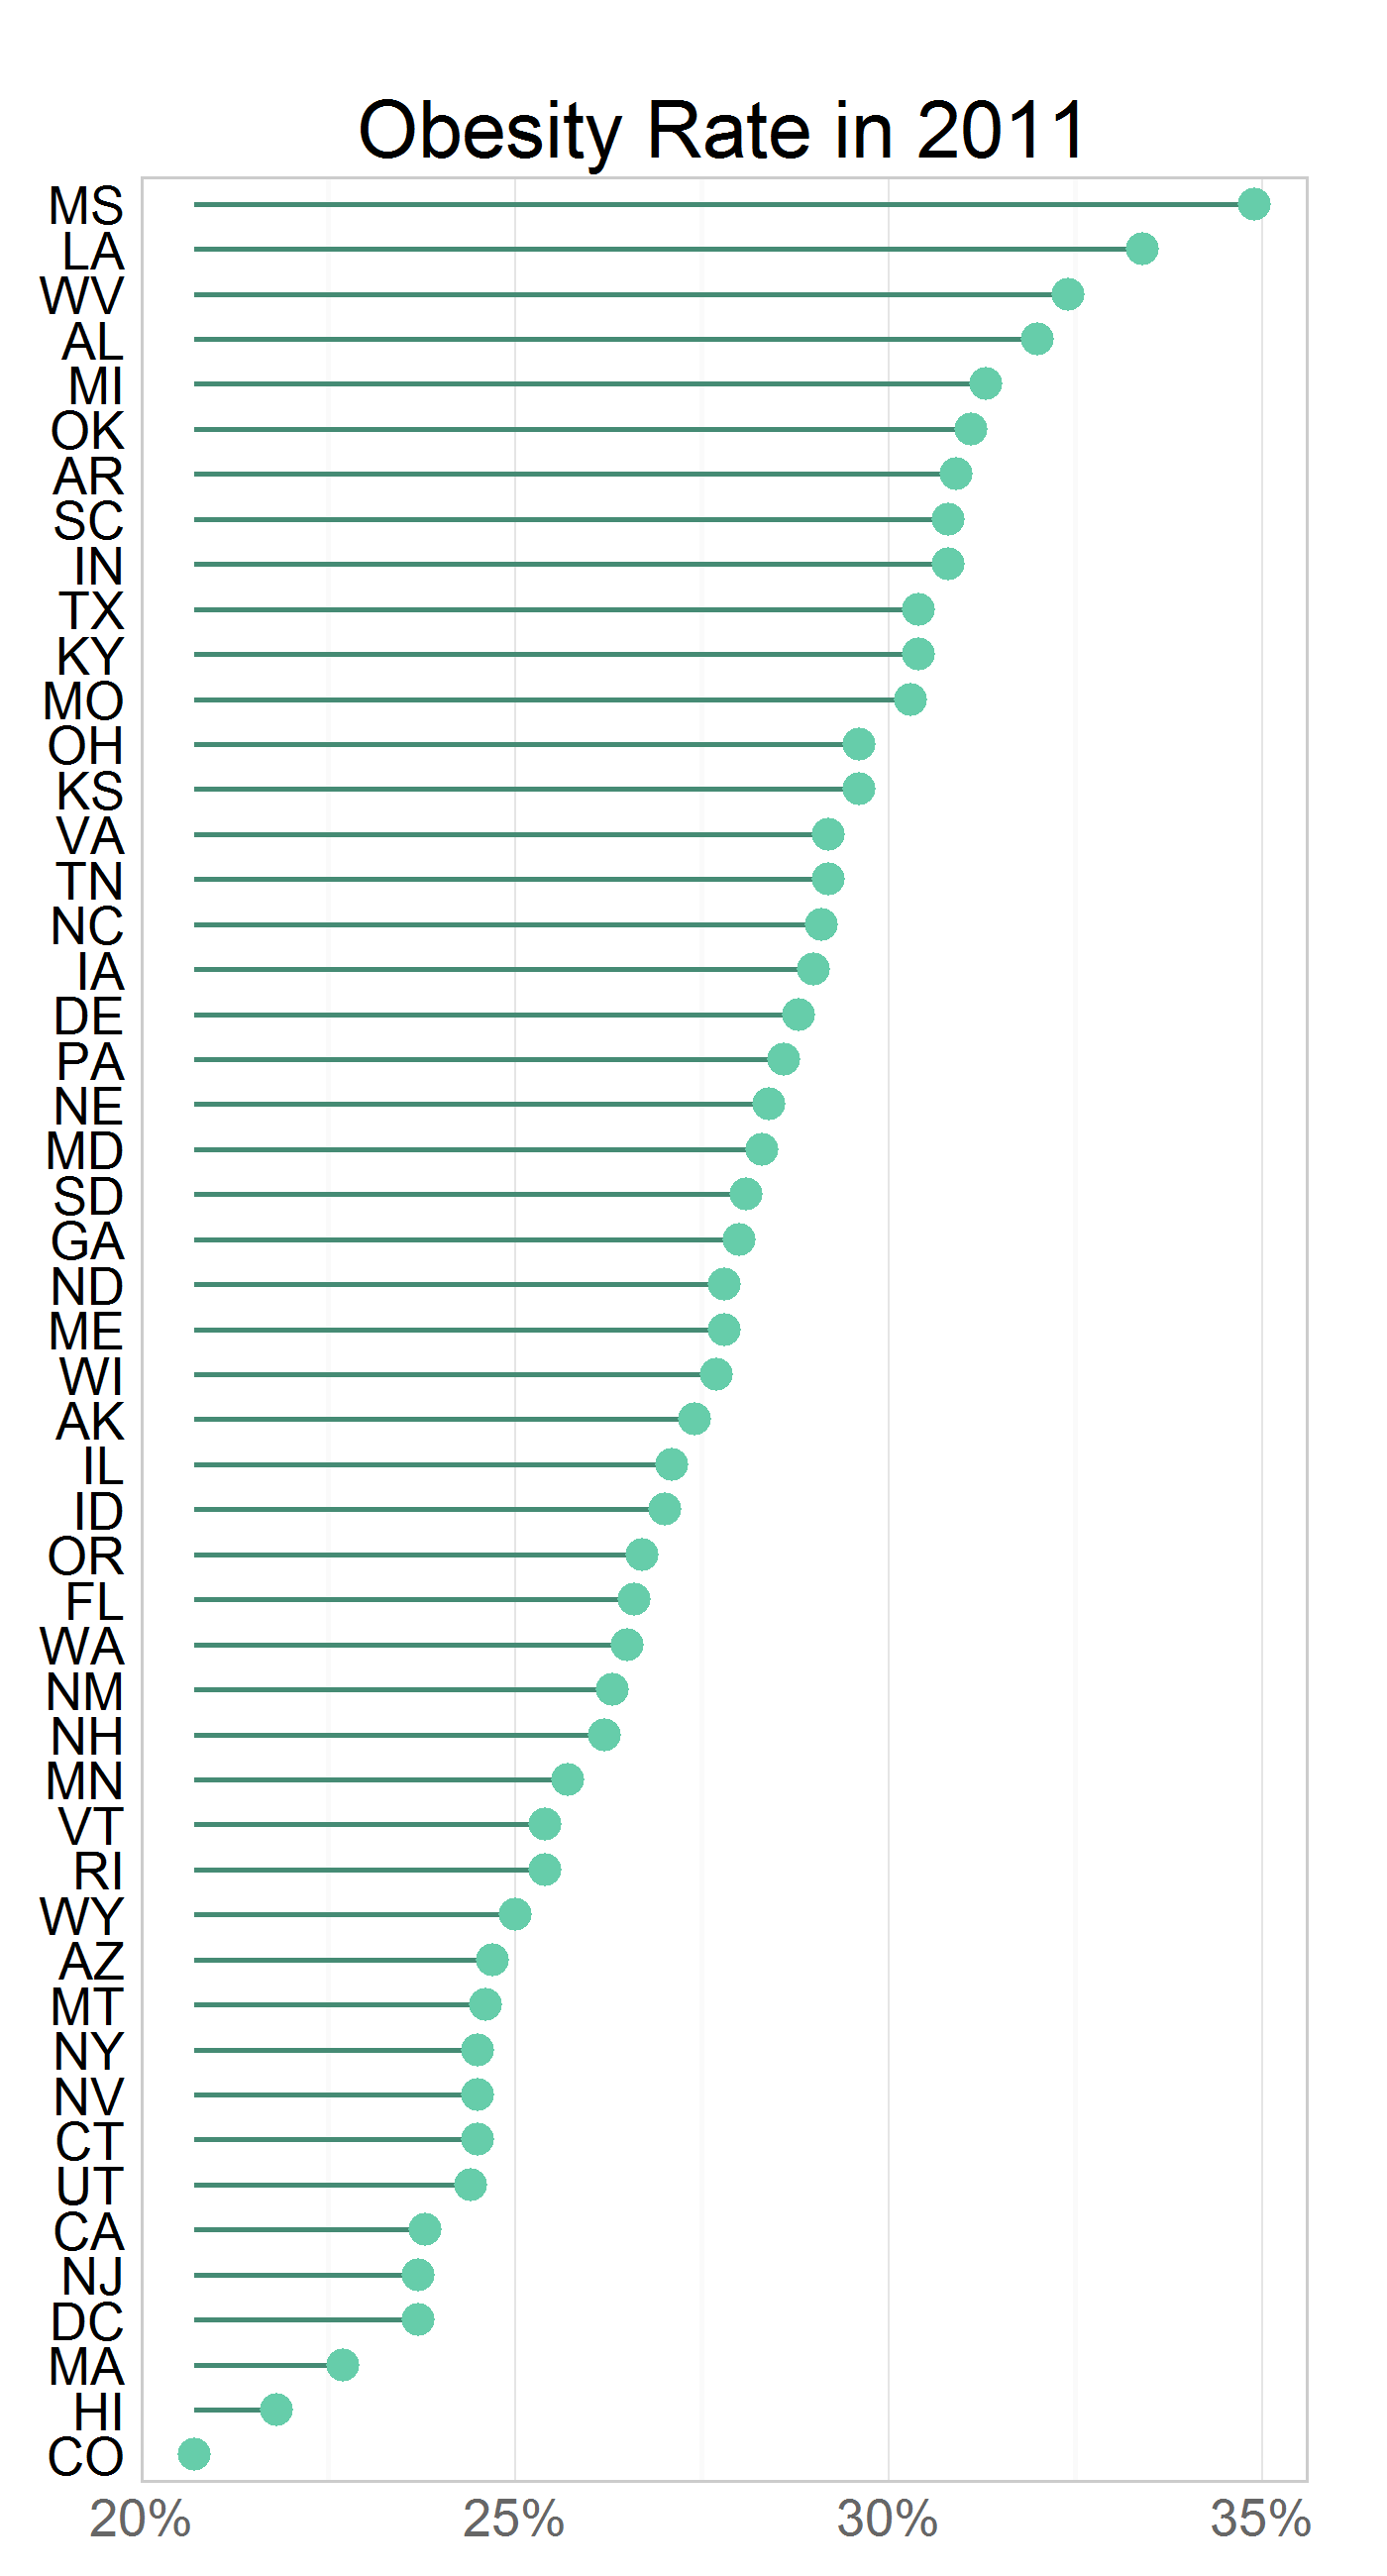 Obesity Rate in 2011
MS
LA
WV
AL
MI
OK
AR
SC
IN
TX
KY
MO
OH
KS
VA
TN
NC
IA
DE
PA
NE
MD
SD
GA
ND
ME
WI
AK
IL
ID
OR
FL
WA
NM
NH
MN
VT
RI
WY
AZ
MT
NY
NV
CT
UT
CA
NJ
DC
MA
HI
CO
20% 25% 30% 35%